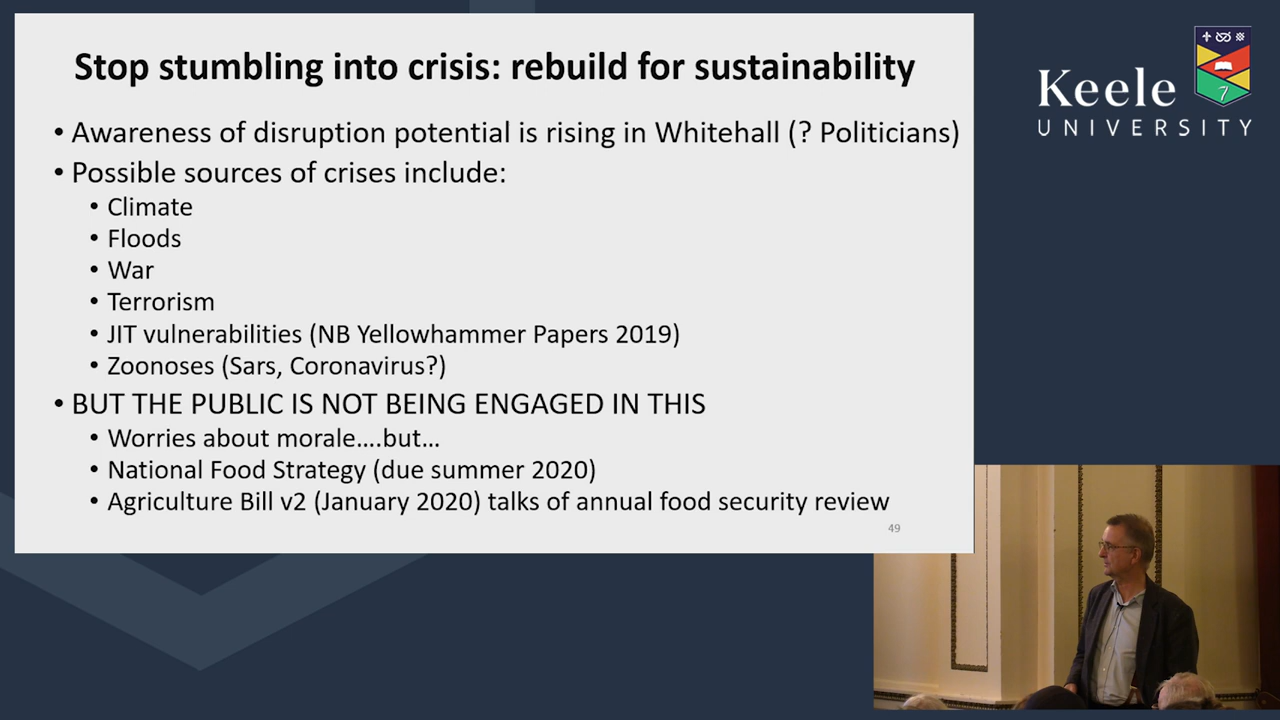 Stop stumbling into crisis: rebuild for sustainability
• Awareness of disruption potential is rising in Whitehall (? Politicians)
• Possible sources of crises include:
• Climate
• Floods
• War
• Terrorism
• JIT vulnerabilities (NB Yellowhammer Papers 2019)
• Zoonoses (Sars, Coronavirus?)
• BUT THE PUBLIC IS NOT BEING ENGAGED IN THIS
• Worries about morale....but...
• National Food Strategy (due summer 2020)
• Agriculture Bill v2 (January 2020) talks of annual food security review
49
Keele
UNIVERSITY